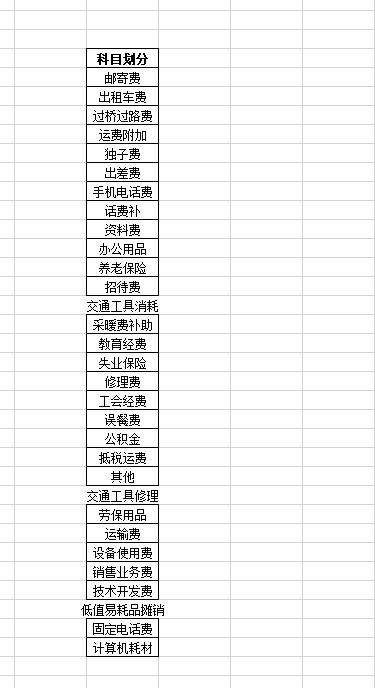 科目划分
邮寄费
出租车费
过桥过路费
运费附加
独子费
出差费
手机电话费
话费补
资料费
办公用品
养老保险
招待费
交通工具消耗
采暖费补助
教育经费
失业保险
修理费
工会经费
误餐费
公积金
抵税运费
其他
交通工具修理
劳保用品
运输费
设备使用费
销售业务费
技术开发费
低值易耗品摊销
固定电话费
计算机耗材